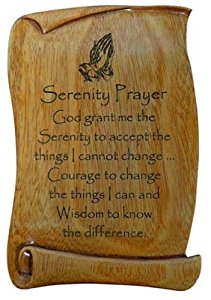 Serenity Prayer
God grant me the
Serenity to accept the
things I cannot change ...
Courage to change
the things I can and
Wisdom to know
the difference.